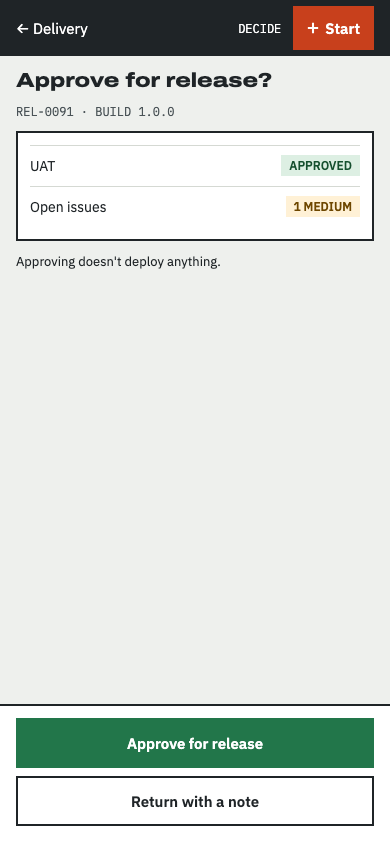 ← Delivery
DECIDE
+ Start
Approve for release?
REL-0091 · BUILD 1.0.0
UAT
APPROVED
Open issues
1 MEDIUM
Approving doesn't deploy anything.
Approve for release
Return with a note